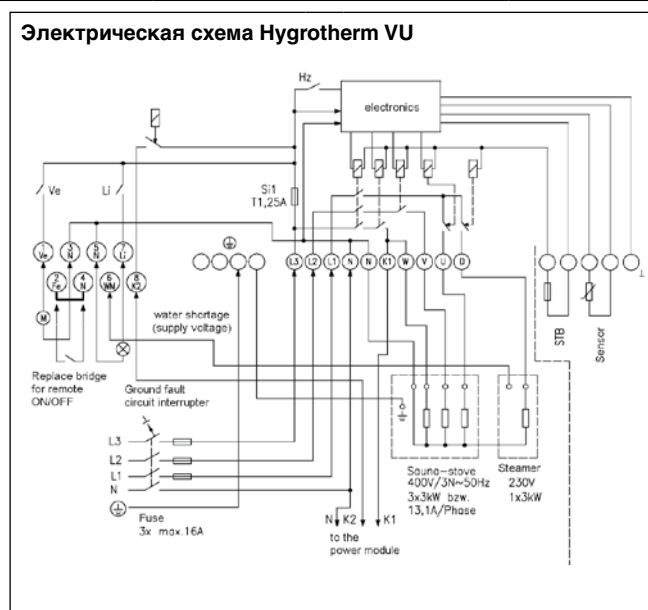 Электрическая схема Hygrotherm VU
Hz
electronics
Ve
Li
Si1
T1,25A
1
Ve
3
N
5
N
7
Li
2
Fe
4
N
6
WM
8
K2
L3
L2
L1
N
N
K1
W
V
U
D
M
water shortage
(supply voltage)
STB
Sensor
Replace bridge
for remote
ON/OFF
Ground fault
circuit interrupter
L3
L2
L1
N
Fuse
3x max.16A
N
K2
K1
to the
power module
Sauna-stove
400V/3N~50Hz
3x3kW bzw.
13,1A/Phase
Steamer
230V
1x3kW